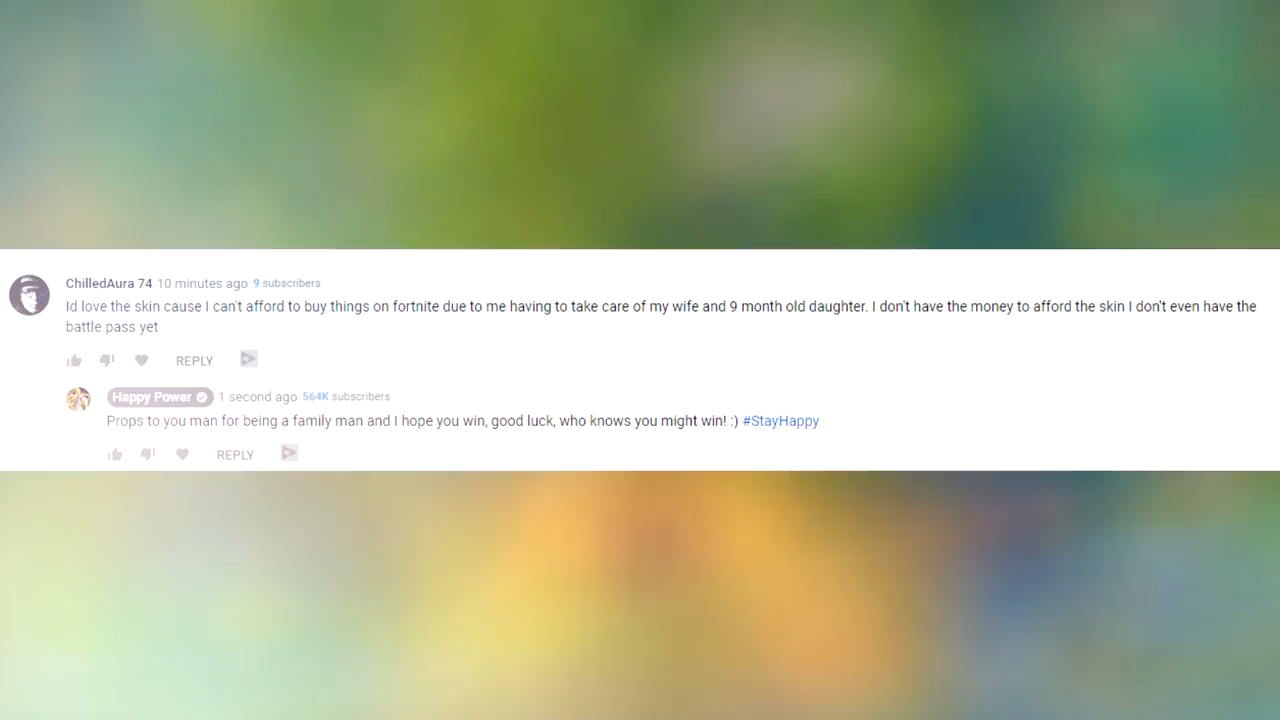 ChilledAura 74 10 minutes ago 9 subscribers
Id love the skin cause I can't afford to buy things on fortnite due to me having to take care of my wife and 9 month old daughter. I don't have the money to afford the skin I don't even have the
battle pass yet
REPLY
Happy Power 1 second ago 564K subscribers
Props to you man for being a family man and I hope you win, good luck, who knows you might win! :) #StayHappy
REPLY